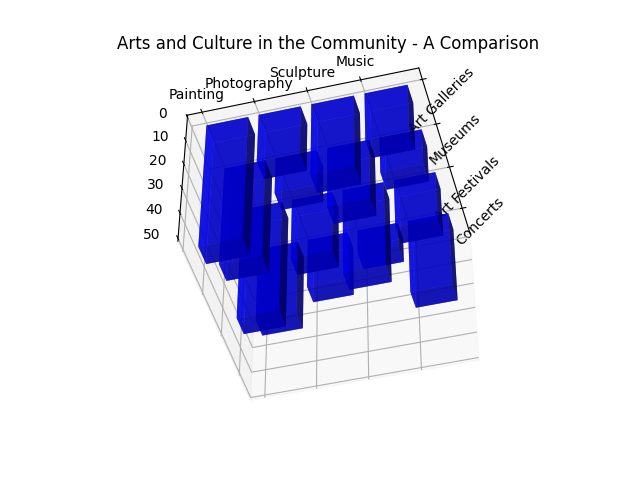 Arts and Culture in the Community - A Comparison
Painting
Photography
Sculpture
Music
Art Galleries
Museums
Art Festivals
Concerts
0
10
20
30
40
50